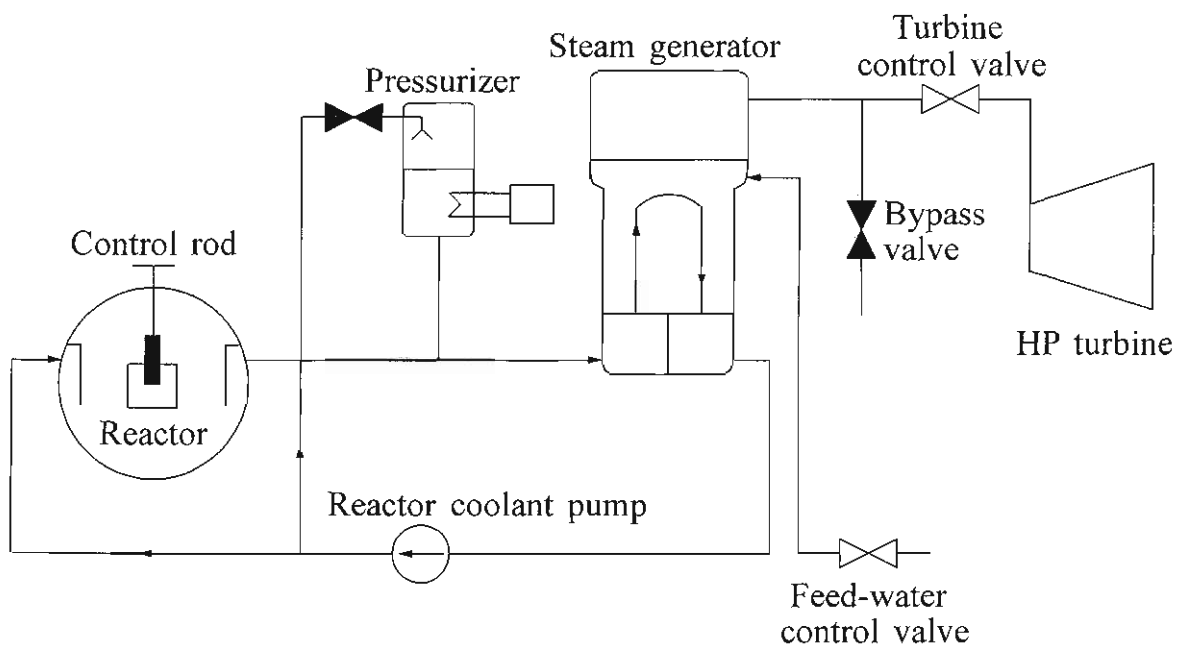 Turbine
control valve
Steam generator
Pressurizer
Bypass
valve
Control rod
HP turbine
Reactor
Reactor coolant pump
Feed-water
control valve